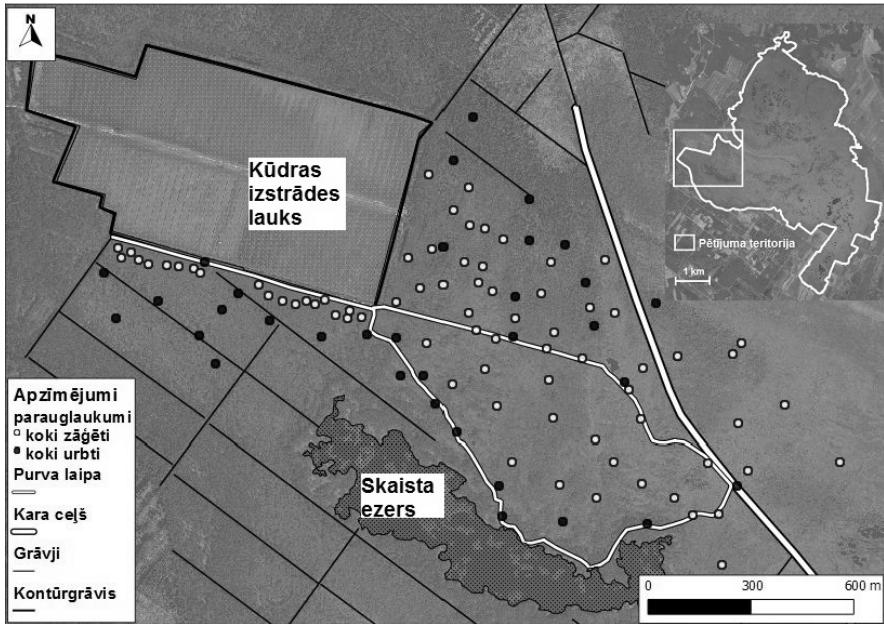 N
Kūdras
izstrādes
lauks
Pētījuma teritorija
1 km
Apzīmējumi
parauglaukumi
koki zāģēti
koki urbti
Purva laipa
Kara ceļš
Grāvji
Kontūrgrāvis
Skaista
ezers
0 300 600 m